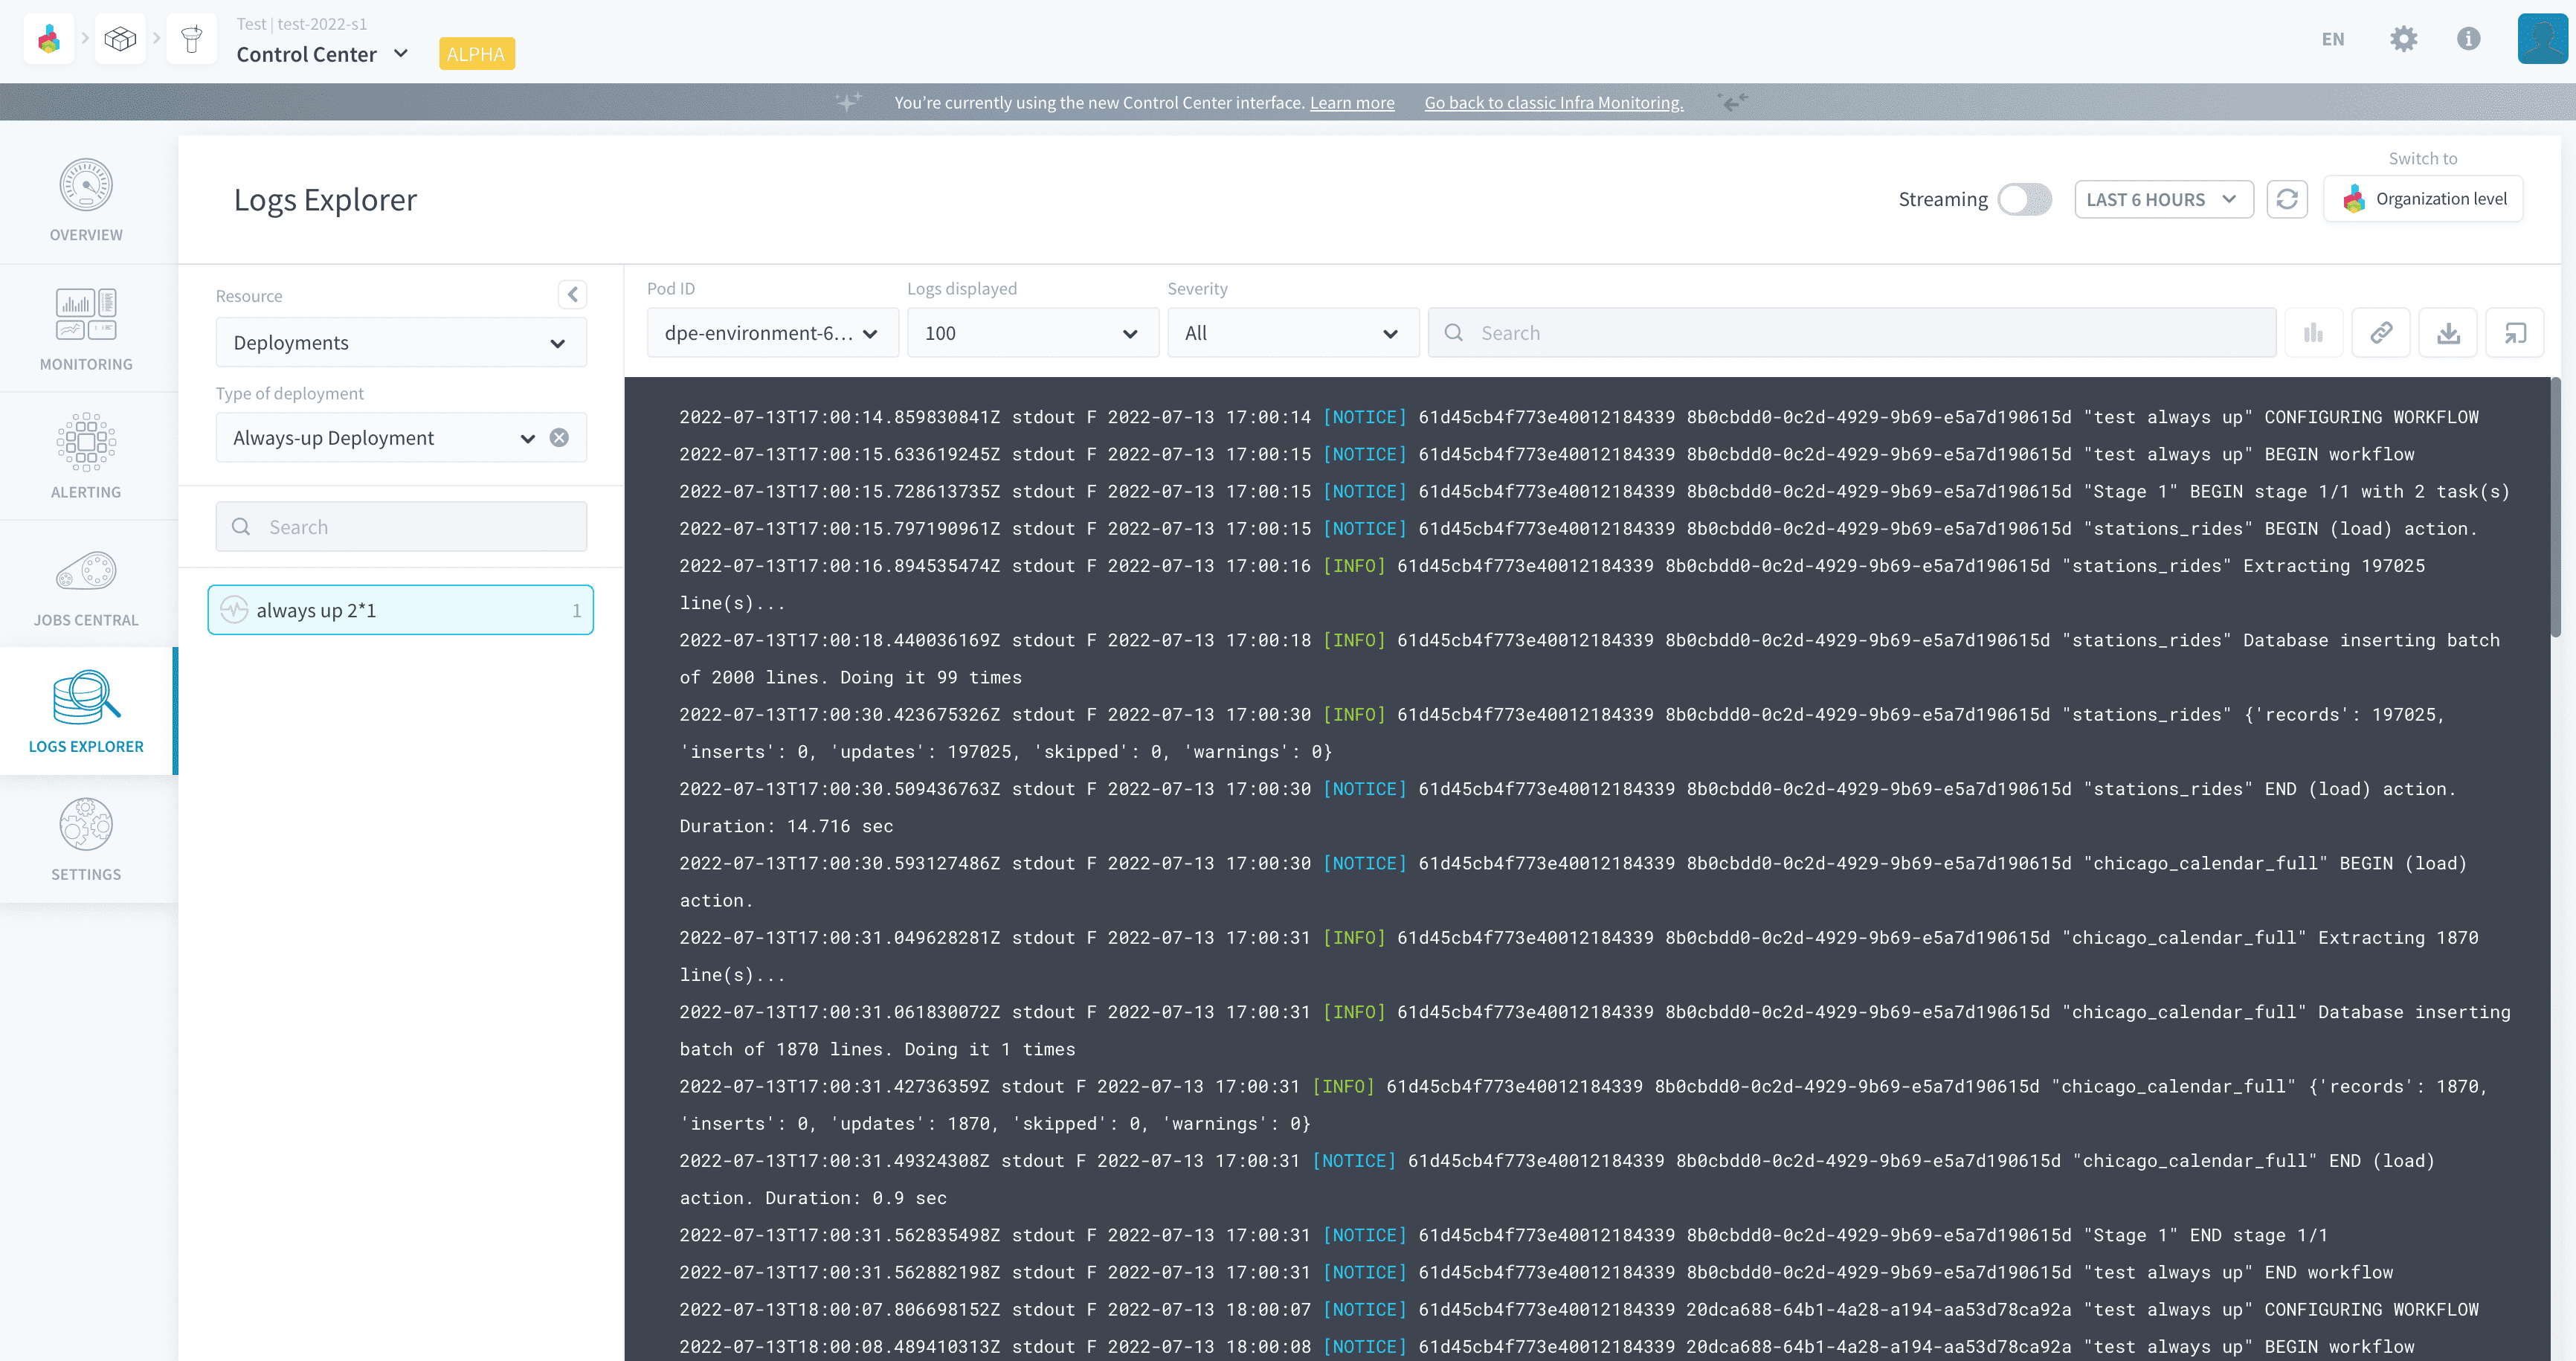 Test | test-2022-s1
Control Center
ALPHA
EN
You're currently using the new Control Center interface. Learn more
Go back to classic Infra Monitoring.
OVERVIEW
MONITORING
ALERTING
JOBS CENTRAL
LOGS EXPLORER
SETTINGS
Logs Explorer
Streaming
LAST 6 HOURS
Switch to
Organization level
Resource
Deployments
Type of deployment
Always-up Deployment
Search
always up 2*1
1
Pod ID
dpe-environment-6...
Logs displayed
100
Severity
All
Search
2022-07-13T17:00:14.859830841Z stdout F 2022-07-13 17:00:14 [NOTICE] 61d45cb4f773e40012184339 8b0cbdd0-0c2d-4929-9b69-e5a7d190615d "test always up" CONFIGURING WORKFLOW
2022-07-13T17:00:15.633619245Z stdout F 2022-07-13 17:00:15 [NOTICE] 61d45cb4f773e40012184339 8b0cbdd0-0c2d-4929-9b69-e5a7d190615d "test always up" BEGIN workflow
2022-07-13T17:00:15.728613735Z stdout F 2022-07-13 17:00:15 [NOTICE] 61d45cb4f773e40012184339 8b0cbdd0-0c2d-4929-9b69-e5a7d190615d "Stage 1" BEGIN stage 1/1 with 2 task(s)
2022-07-13T17:00:15.797190961Z stdout F 2022-07-13 17:00:15 [NOTICE] 61d45cb4f773e40012184339 8b0cbdd0-0c2d-4929-9b69-e5a7d190615d "stations_rides" BEGIN (load) action.
2022-07-13T17:00:16.894535474Z stdout F 2022-07-13 17:00:16 [INFO] 61d45cb4f773e40012184339 8b0cbdd0-0c2d-4929-9b69-e5a7d190615d "stations_rides" Extracting 197025
line(s)...
2022-07-13T17:00:18.440036169Z stdout F 2022-07-13 17:00:18 [INFO] 61d45cb4f773e40012184339 8b0cbdd0-0c2d-4929-9b69-e5a7d190615d "stations_rides" Database inserting batch
of 2000 lines. Doing it 99 times
2022-07-13T17:00:30.423675326Z stdout F 2022-07-13 17:00:30 [INFO] 61d45cb4f773e40012184339 8b0cbdd0-0c2d-4929-9b69-e5a7d190615d "stations_rides" {'records': 197025,
'inserts': 0, 'updates': 197025, 'skipped': 0, 'warnings': 0}
2022-07-13T17:00:30.509436763Z stdout F 2022-07-13 17:00:30 [NOTICE] 61d45cb4f773e40012184339 8b0cbdd0-0c2d-4929-9b69-e5a7d190615d "stations_rides" END (load) action.
Duration: 14.716 sec
2022-07-13T17:00:30.593127486Z stdout F 2022-07-13 17:00:30 [NOTICE] 61d45cb4f773e40012184339 8b0cbdd0-0c2d-4929-9b69-e5a7d190615d "chicago_calendar_full" BEGIN (load)
action.
2022-07-13T17:00:31.049628281Z stdout F 2022-07-13 17:00:31 [INFO] 61d45cb4f773e40012184339 8b0cbdd0-0c2d-4929-9b69-e5a7d190615d "chicago_calendar_full" Extracting 1870
line(s)...
2022-07-13T17:00:31.061830072Z stdout F 2022-07-13 17:00:31 [INFO] 61d45cb4f773e40012184339 8b0cbdd0-0c2d-4929-9b69-e5a7d190615d "chicago_calendar_full" Database inserting
batch of 1870 lines. Doing it 1 times
2022-07-13T17:00:31.42736359Z stdout F 2022-07-13 17:00:31 [INFO] 61d45cb4f773e40012184339 8b0cbdd0-0c2d-4929-9b69-e5a7d190615d "chicago_calendar_full" {'records': 1870,
'inserts': 0, 'updates': 1870, 'skipped': 0, 'warnings': 0}
2022-07-13T17:00:31.49324308Z stdout F 2022-07-13 17:00:31 [NOTICE] 61d45cb4f773e40012184339 8b0cbdd0-0c2d-4929-9b69-e5a7d190615d "chicago_calendar_full" END (load)
action. Duration: 0.9 sec
2022-07-13T17:00:31.562835498Z stdout F 2022-07-13 17:00:31 [NOTICE] 61d45cb4f773e40012184339 8b0cbdd0-0c2d-4929-9b69-e5a7d190615d "Stage 1" END stage 1/1
2022-07-13T17:00:31.562882198Z stdout F 2022-07-13 17:00:31 [NOTICE] 61d45cb4f773e40012184339 8b0cbdd0-0c2d-4929-9b69-e5a7d190615d "test always up" END workflow
2022-07-13T18:00:07.806698152Z stdout F 2022-07-13 18:00:07 [NOTICE] 61d45cb4f773e40012184339 20dca688-64b1-4a28-a194-aa53d78ca92a "test always up" CONFIGURING WORKFLOW
2022-07-13T18:00:08.489410313Z stdout F 2022-07-13 18:00:08 [NOTICE] 61d45cb4f773e40012184339 20dca688-64b1-4a28-a194-aa53d78ca92a "test always up" BEGIN workflow